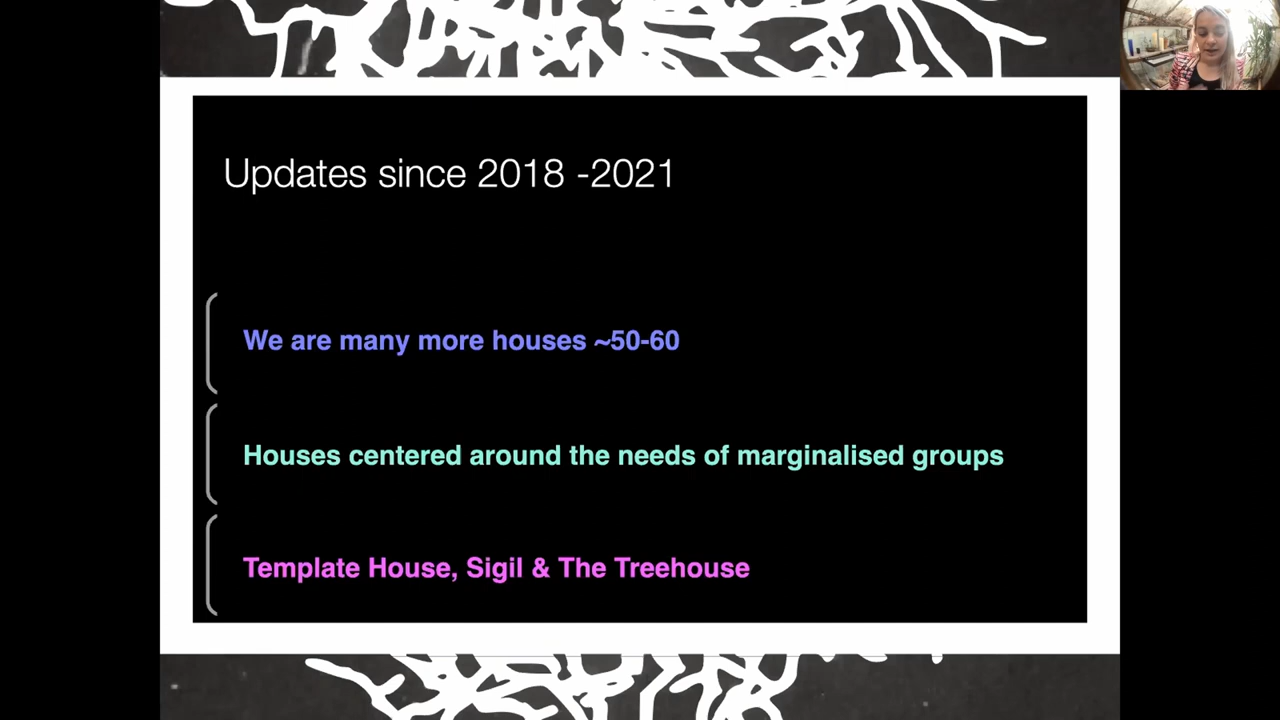 Updates since 2018 -2021
We are many more houses ~50-60
Houses centered around the needs of marginalised groups
Template House, Sigil & The Treehouse